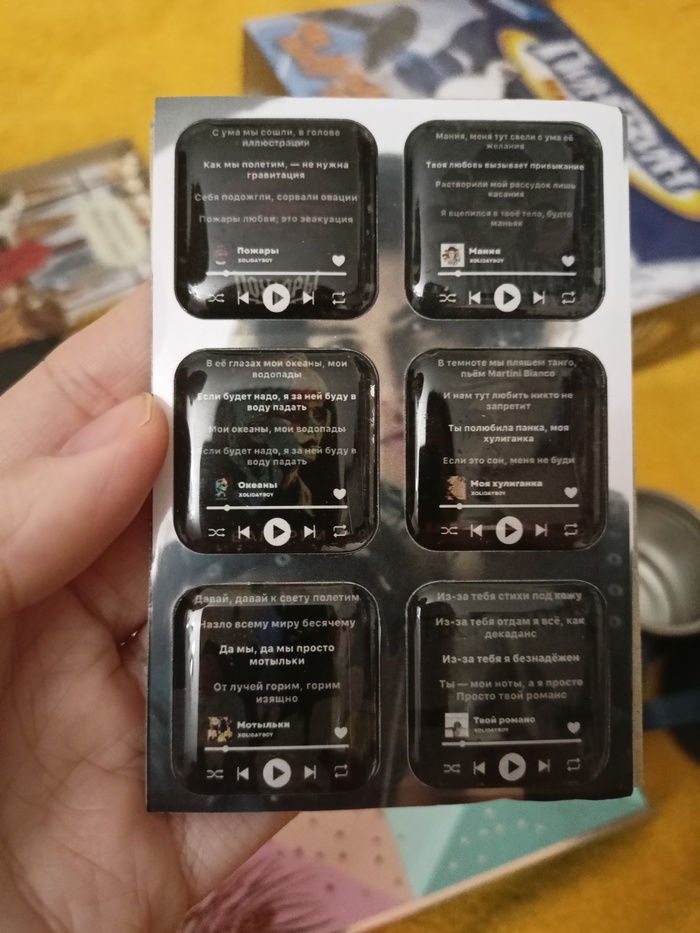 С ума мы сошли, в голове
иллюстрации
Как мы полетим, — не нужна
гравитация
Себя подожгли, сорвали овации
Пожары любви; это эвакуация
Пожары
XOLIDAYBOY
Мания, меня тут свели с ума её
желания
Твоя любовь вызывает привыкание
Растворили мой рассудок лишь
касания
Я вцепился в твоё тело, будто
маньяк
Мания
XOLIDAYBOY
В её глазах мои океаны, мои
водопады
Если будет надо, я за ней буду в
воду падать
Мои океаны, мои водопады
Если будет надо, я за ней буду в
воду падать
Океаны
XOLIDAYBOY
В темноте мы пляшем танго,
пьём Martini Bianco
И нам тут любить никто не
запретит
Ты полюбила панка, моя
хулиганка
Если это сон, меня не буди
Моя хулиганка
XOLIDAYBOY
Давай, давай к свету полетим
Назло всему миру бесячему
Да мы, да мы просто
мотыльки
От лучей горим, горим
изящно
Мотыльки
XOLIDAYBOY
Из-за тебя стихи под кожу
Из-за тебя отдам я всё, как
декаданс
Из-за тебя я безнадёжен
Ты — мои ноты, а я просто
Просто твой романс
Твой романс
XOLIDAYBOY